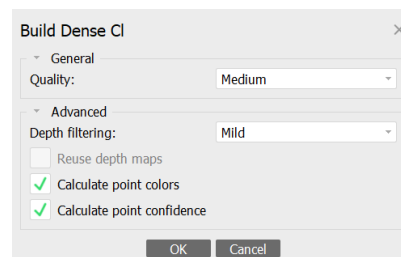 Build Dense Cl
General
Quality: Medium
Advanced
Depth filtering: Mild
Reuse depth maps
Calculate point colors
Calculate point confidence
OK Cancel